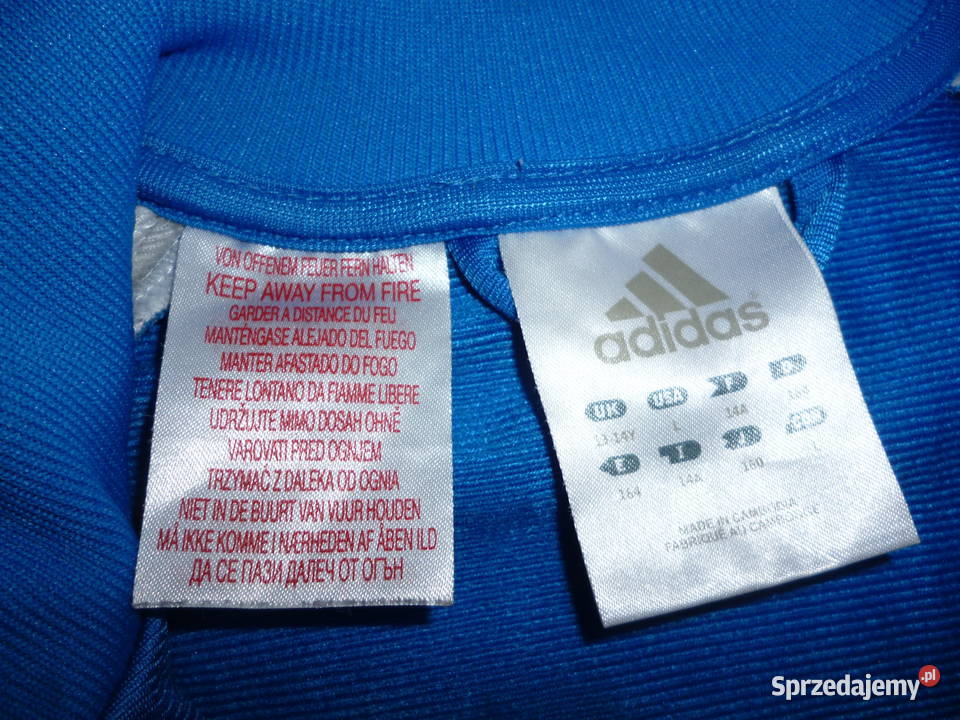 VON OFFENEM FEUER FERN HALTEN
KEEP AWAY FROM FIRE
GARDER A DISTANCE DU FEU
MANTÉNGASE ALEJADO DEL FUEGO
MANTER AFASTADO DO FOGO
TENERE LONTANO DA FIAMME LIBERE
UDRŽUJTE MIMO DOSAH OHNĚ
VAROVATI PRED OGNJEM
TRZYMAĆ Z DALEKA OD OGNIA
NIET IN DE BUURT VAN VUUR HOUDEN
MÅ IKKE KOMME I NÆRHEDEN AF ÅBEN ILD
ДА СЕ ПАЗИ ДАЛЕЧ ОТ ОГЪН
adidas
UK USA F D
13-14Y L 14A 164
E I J
164 14A 160 L
MADE IN CAMBODIA
FABRIQUE AU CAMBODGE
Sprzedajemy.pl